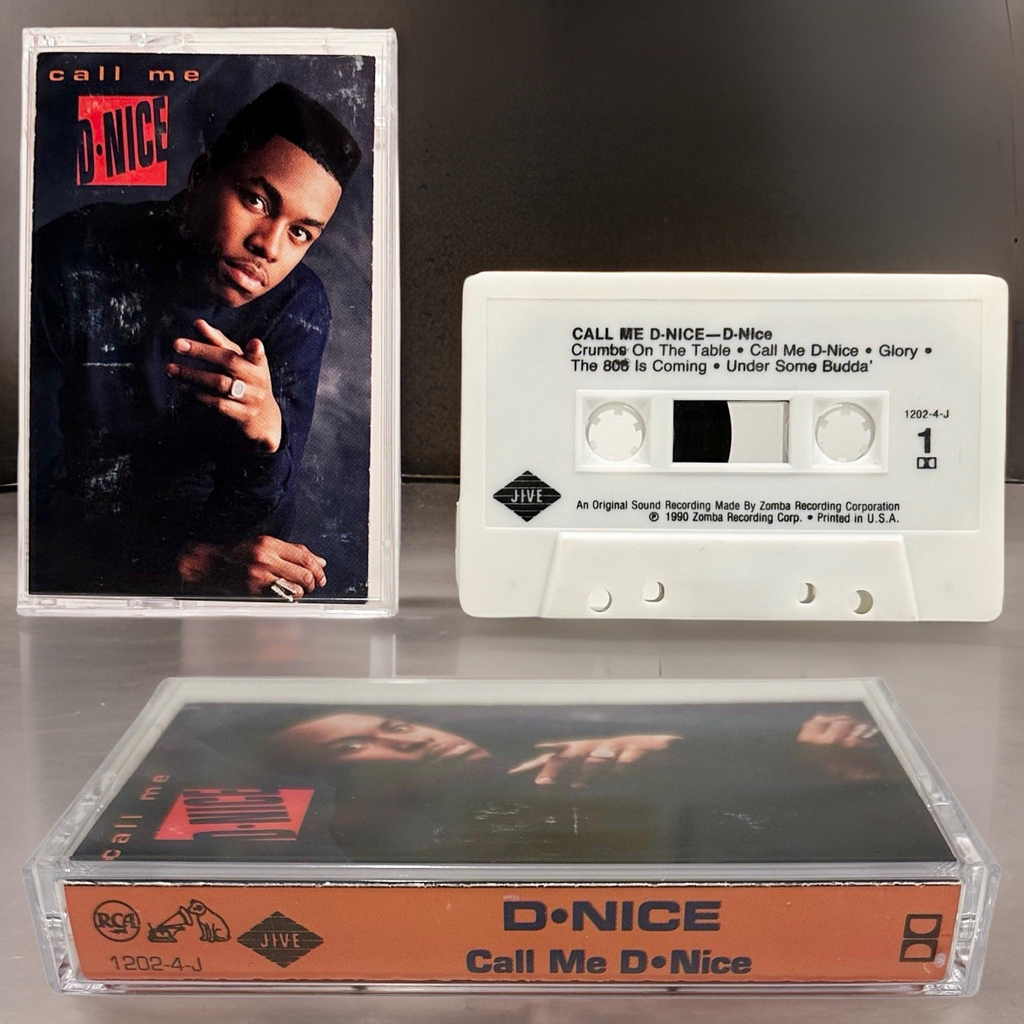 call me
D•NICE
CALL ME D-NICE—D-Nice
Crumbs On The Table • Call Me D-Nice • Glory •
The 808 Is Coming • Under Some Budda'
1202-4-J
1
JIVE
An Original Sound Recording Made By Zomba Recording Corporation
℗ 1990 Zomba Recording Corp. • Printed in U.S.A.
call me
D•NICE
RCA
JIVE
1202-4-J
D•NICE
Call Me D•Nice